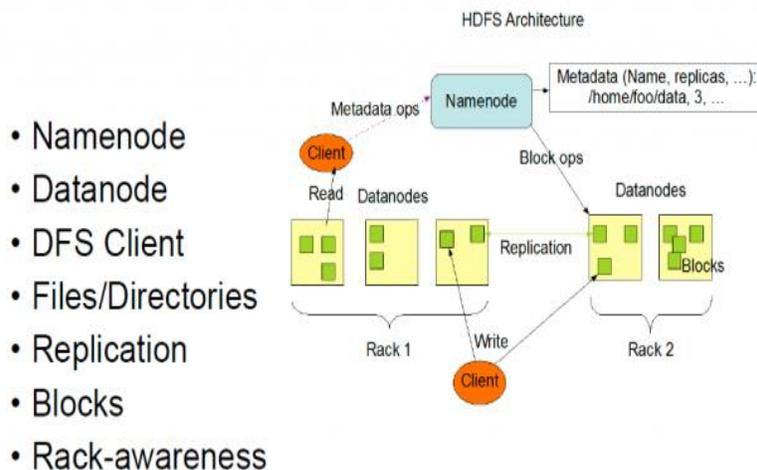 HDFS Architecture
• Namenode
• Datanode
• DFS Client
• Files/Directories
• Replication
• Blocks
• Rack-awareness
Metadata (Name, replicas, ...):
/home/foo/data, 3, ...
Namenode
Metadata ops
Client
Block ops
Read
Datanodes
Datanodes
Replication
Blocks
Rack 1
Write
Rack 2
Client